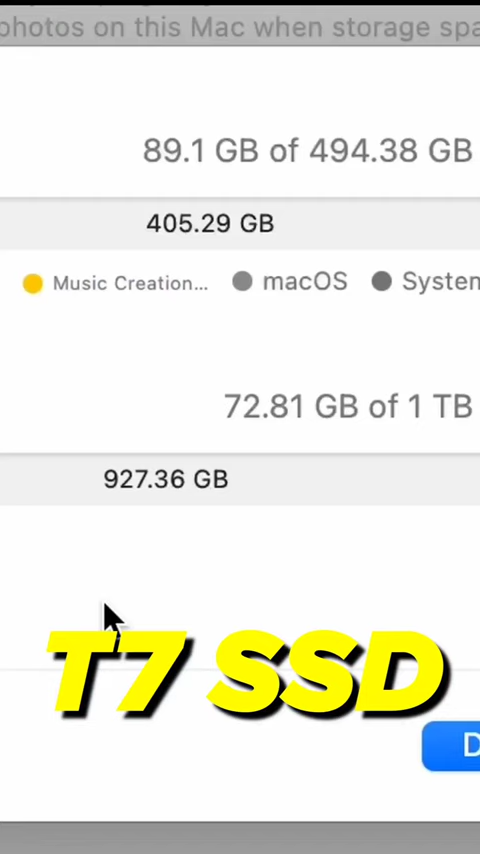 photos on this Mac when storage spa
89.1 GB of 494.38 GB
405.29 GB
Music Creation... macOS System
72.81 GB of 1 TB
927.36 GB
T7 SSD
D